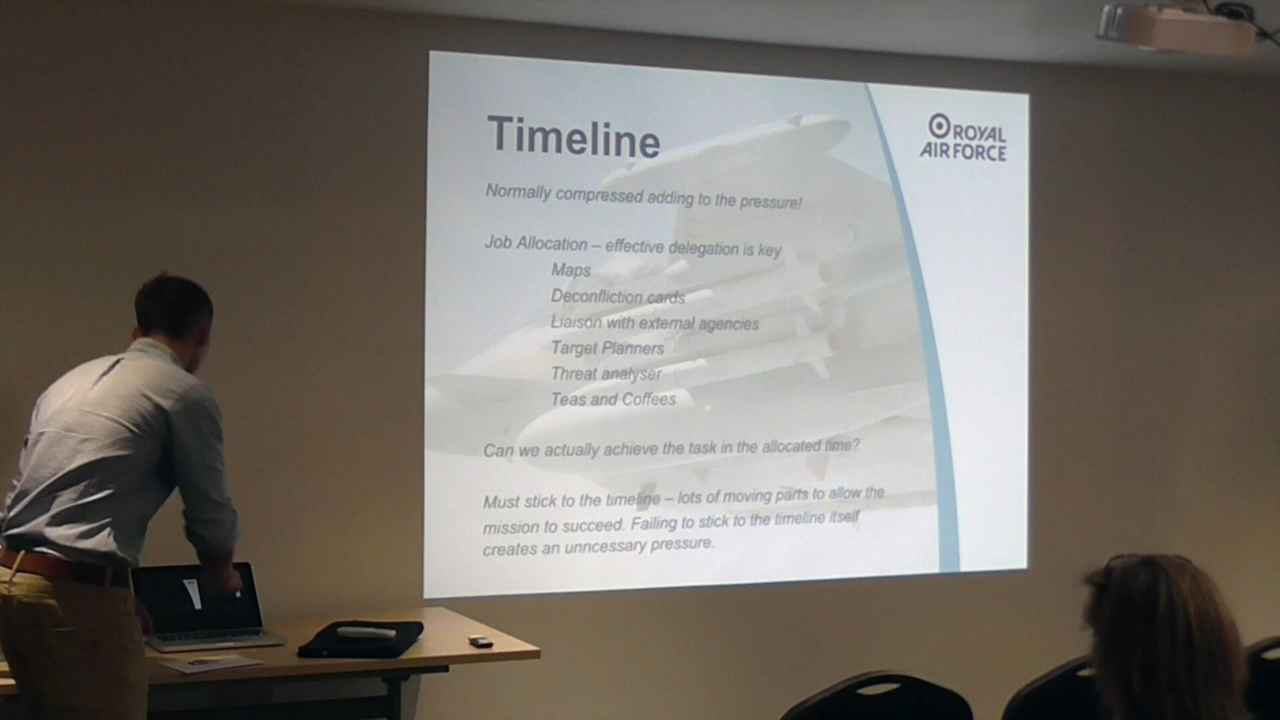 Timeline
ROYAL
AIR FORCE
Normally compressed adding to the pressure!
Job Allocation – effective delegation is key
Maps
Deconfliction cards
Liaison with external agencies
Target Planners
Threat analyser
Teas and Coffees
Can we actually achieve the task in the allocated time?
Must stick to the timeline – lots of moving parts to allow the
mission to succeed. Failing to stick to the timeline itself
creates an unncessary pressure.